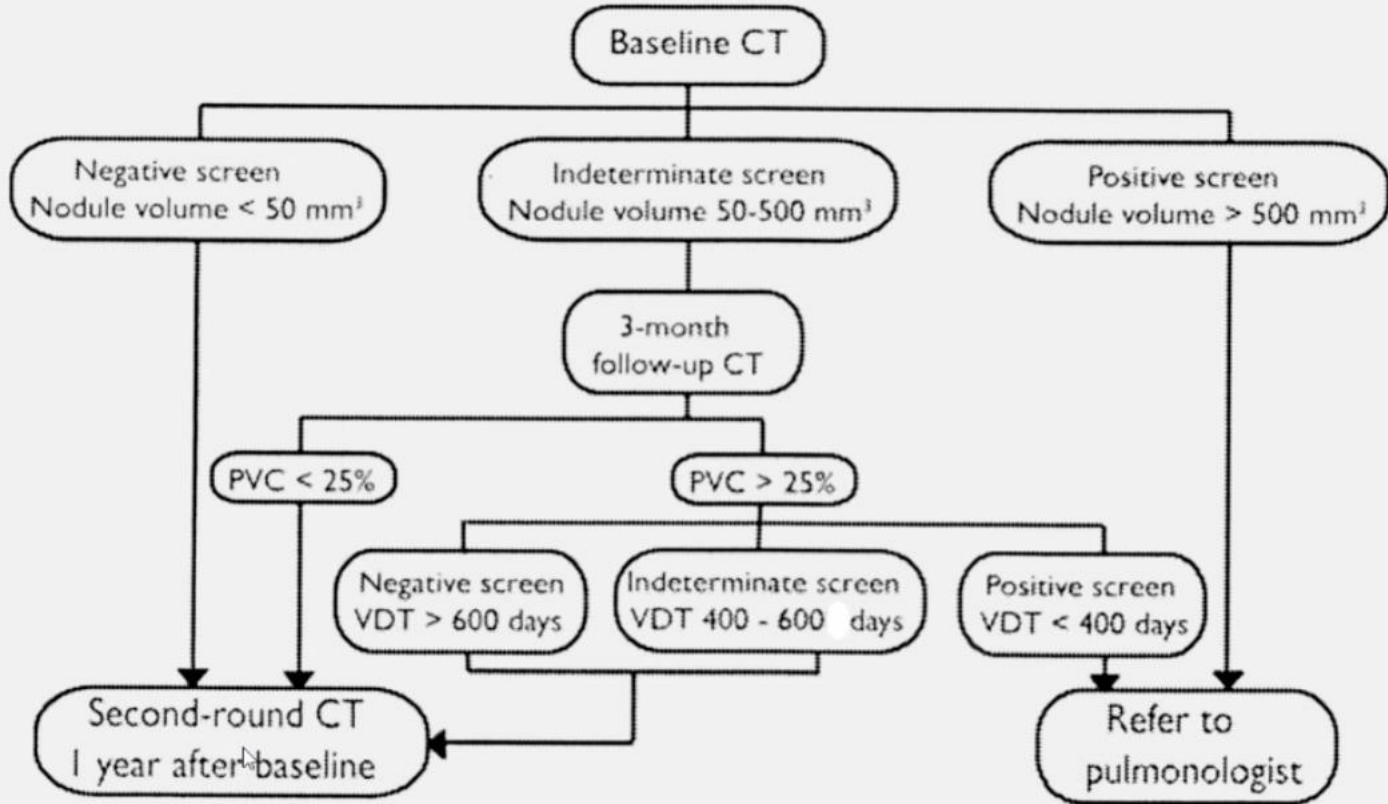 Baseline CT
Negative screen
Nodule volume < 50 mm³
Indeterminate screen
Nodule volume 50-500 mm³
Positive screen
Nodule volume > 500 mm³
3-month
follow-up CT
PVC < 25%
PVC > 25%
Negative screen
VDT > 600 days
Indeterminate screen
VDT 400 - 600 days
Positive screen
VDT < 400 days
Second-round CT
1 year after baseline
Refer to
pulmonologist